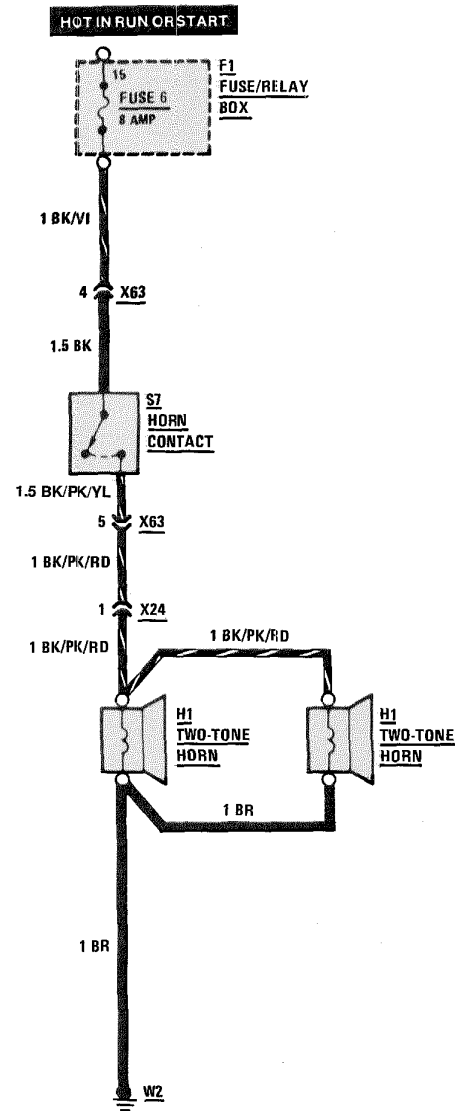 HOT IN RUN OR START
15
FUSE 6
8 AMP
F1
FUSE/RELAY
BOX
1 BK/VI
4 X63
1.5 BK
S7
HORN
CONTACT
1.5 BK/PK/YL
5 X63
1 BK/PK/RD
1 X24
1 BK/PK/RD
1 BK/PK/RD
H1
TWO-TONE
HORN
H1
TWO-TONE
HORN
1 BR
1 BR
W2